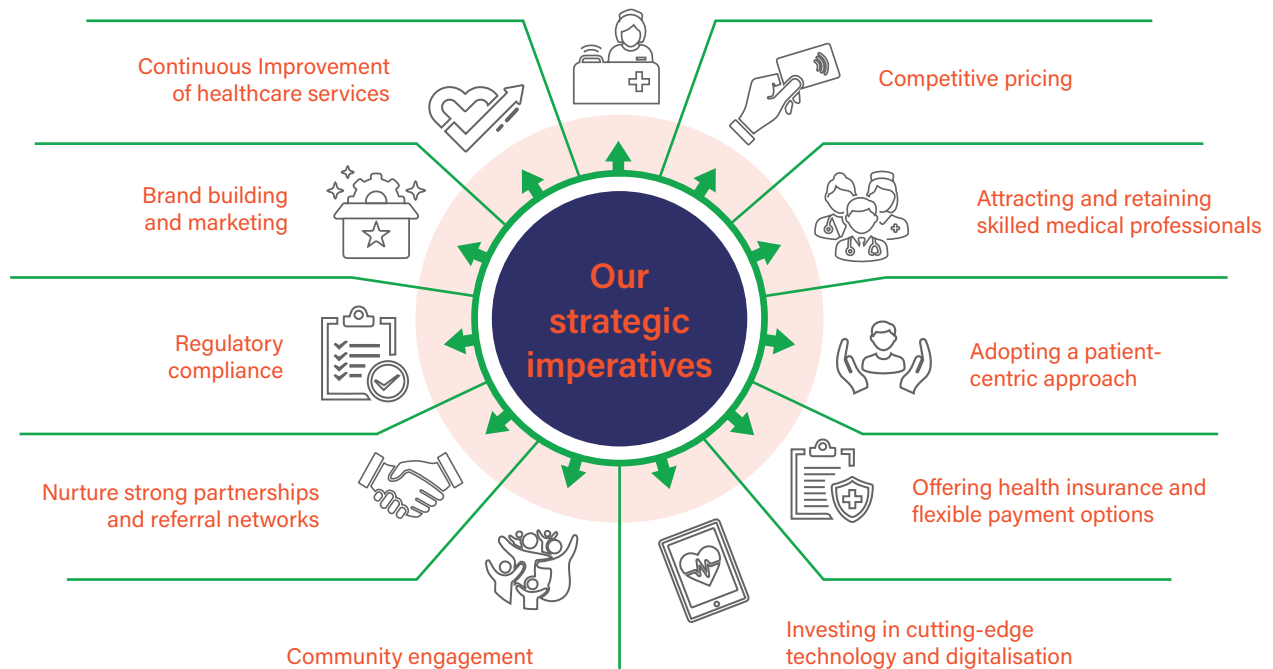 Our
strategic
imperatives
Competitive pricing
Attracting and retaining
skilled medical professionals
Adopting a patient-
centric approach
Offering health insurance and
flexible payment options
Investing in cutting-edge
technology and digitalisation
Community engagement
Nurture strong partnerships
and referral networks
Regulatory
compliance
Brand building
and marketing
Continuous Improvement
of healthcare services